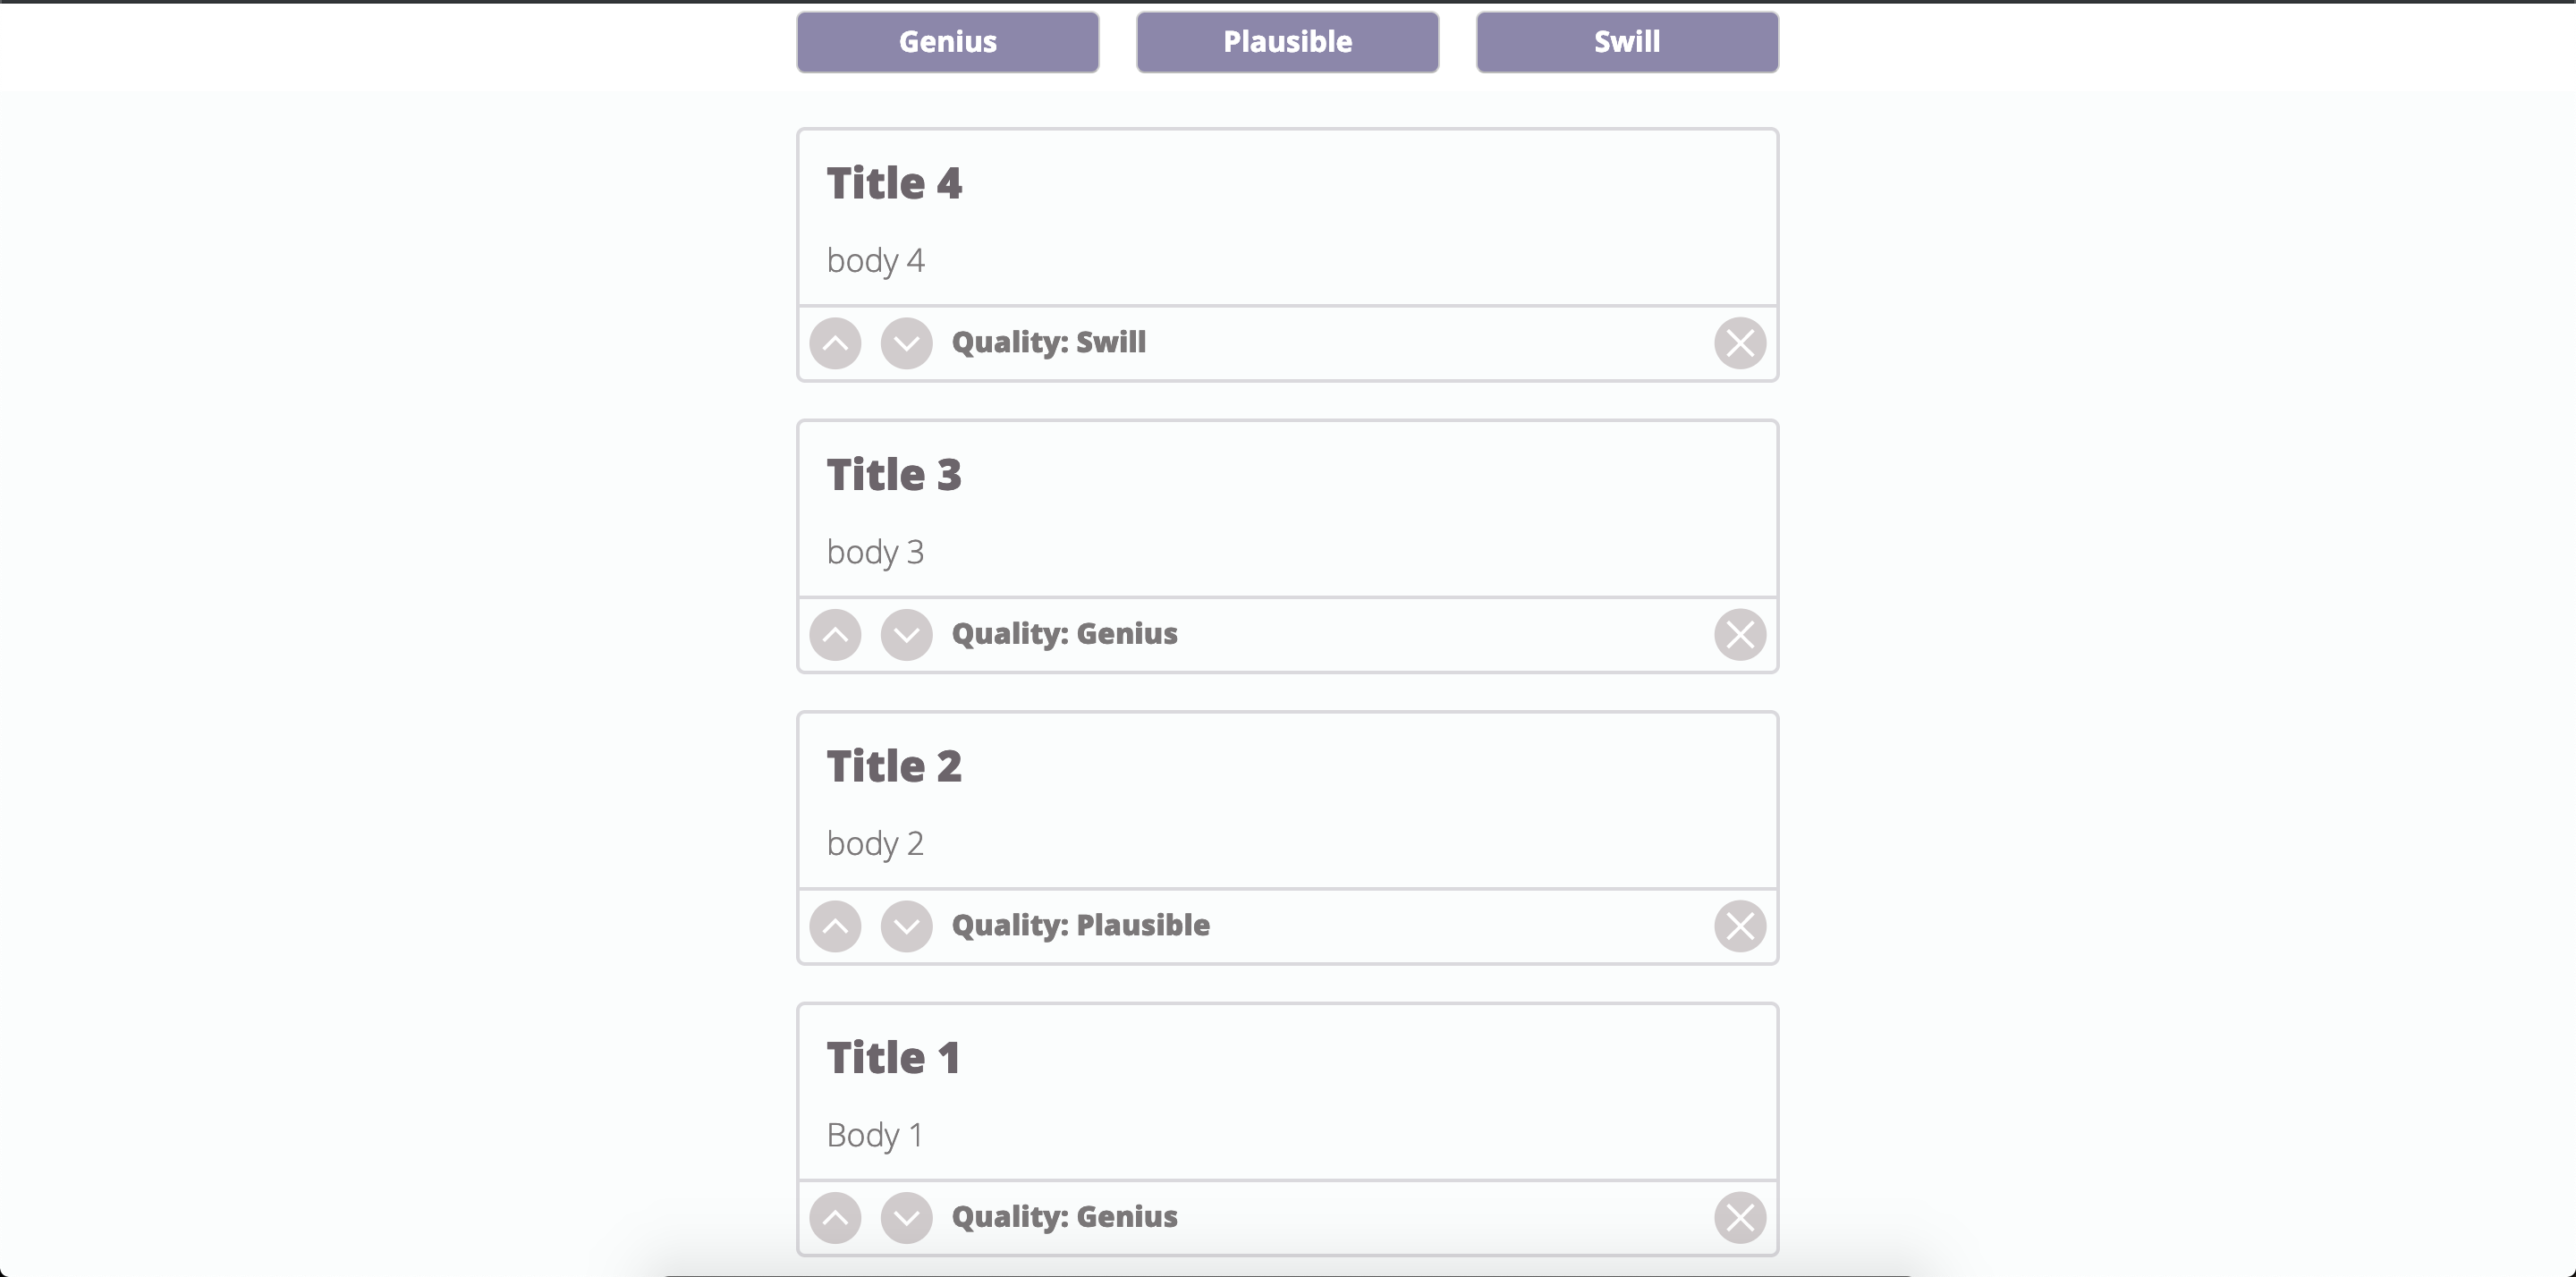 Genius Plausible Swill
Title 4
body 4
Quality: Swill
Title 3
body 3
Quality: Genius
Title 2
body 2
Quality: Plausible
Title 1
Body 1
Quality: Genius